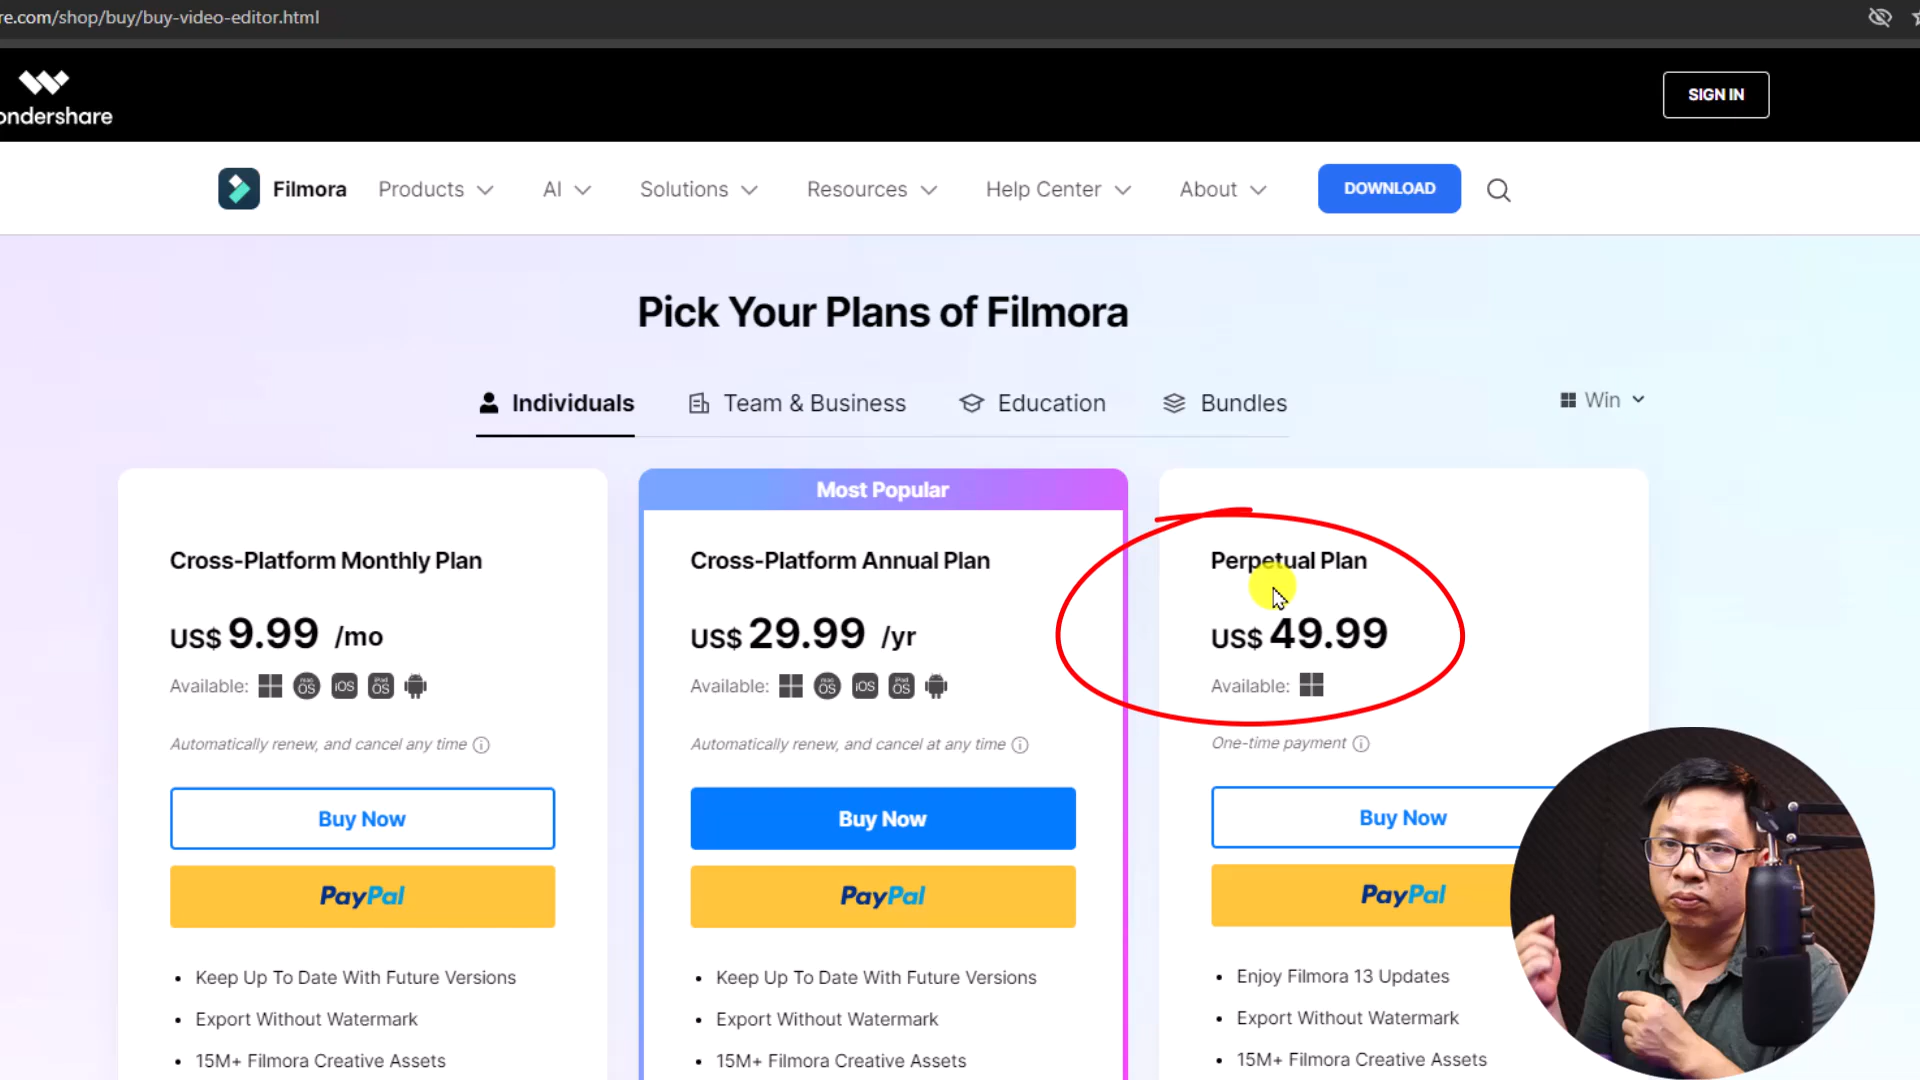 re.com/shop/buy/buy-video-editor.html
ondershare
SIGN IN
Filmora Products AI Solutions Resources Help Center About DOWNLOAD
Pick Your Plans of Filmora
Individuals Team & Business Education Bundles Win
Most Popular
Cross-Platform Monthly Plan
US$ 9.99 /mo
Available: macOS iOS iPadOS
Automatically renew, and cancel any time
Buy Now
PayPal
• Keep Up To Date With Future Versions
• Export Without Watermark
• 15M+ Filmora Creative Assets
Cross-Platform Annual Plan
US$ 29.99 /yr
Available: macOS iOS iPadOS
Automatically renew, and cancel at any time
Buy Now
PayPal
• Keep Up To Date With Future Versions
• Export Without Watermark
• 15M+ Filmora Creative Assets
Perpetual Plan
US$ 49.99
Available:
One-time payment
Buy Now
PayPal
• Enjoy Filmora 13 Updates
• Export Without Watermark
• 15M+ Filmora Creative Assets